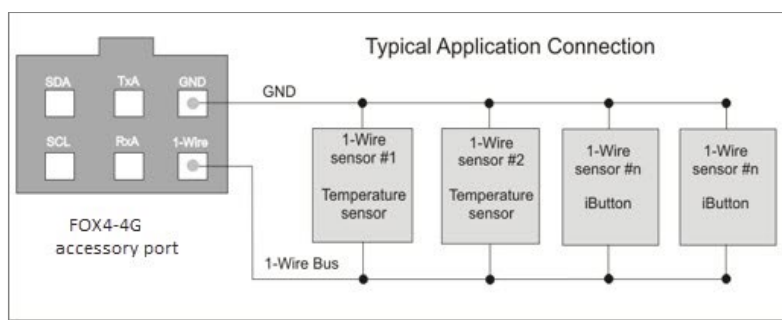 Typical Application Connection
SDA TxA GND
SCL RxA 1-Wire
FOX4-4G
accessory port
GND
1-Wire Bus
1-Wire
sensor #1
Temperature
sensor
1-Wire
sensor #2
Temperature
sensor
1-Wire
sensor #n
iButton
1-Wire
sensor #n
iButton